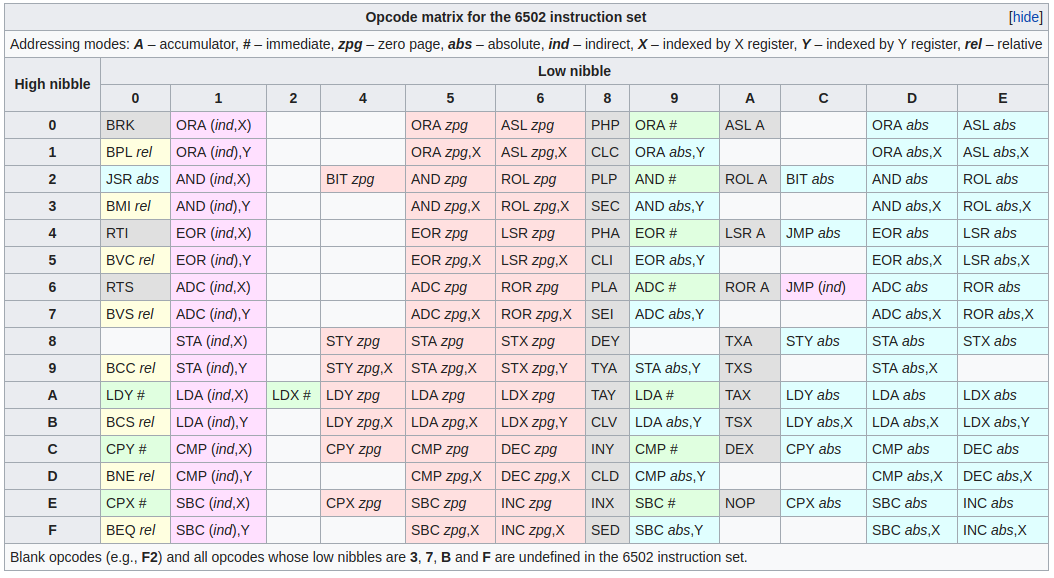 Opcode matrix for the 6502 instruction set [hide]
Addressing modes: A – accumulator, # – immediate, zpg – zero page, abs – absolute, ind – indirect, X – indexed by X register, Y – indexed by Y register, rel – relative
High nibble Low nibble
0 1 2 4 5 6 8 9 A C D E
0 BRK ORA (ind,X) ORA zpg ASL zpg PHP ORA # ASL A ORA abs ASL abs
1 BPL rel ORA (ind),Y ORA zpg,X ASL zpg,X CLC ORA abs,Y ORA abs,X ASL abs,X
2 JSR abs AND (ind,X) BIT zpg AND zpg ROL zpg PLP AND # ROL A BIT abs AND abs ROL abs
3 BMI rel AND (ind),Y AND zpg,X ROL zpg,X SEC AND abs,Y AND abs,X ROL abs,X
4 RTI EOR (ind,X) EOR zpg LSR zpg PHA EOR # LSR A JMP abs EOR abs LSR abs
5 BVC rel EOR (ind),Y EOR zpg,X LSR zpg,X CLI EOR abs,Y EOR abs,X LSR abs,X
6 RTS ADC (ind,X) ADC zpg ROR zpg PLA ADC # ROR A JMP (ind) ADC abs ROR abs
7 BVS rel ADC (ind),Y ADC zpg,X ROR zpg,X SEI ADC abs,Y ADC abs,X ROR abs,X
8 STA (ind,X) STY zpg STA zpg STX zpg DEY TXA STY abs STA abs STX abs
9 BCC rel STA (ind),Y STY zpg,X STA zpg,X STX zpg,Y TYA STA abs,Y TXS STA abs,X
A LDY # LDA (ind,X) LDX # LDY zpg LDA zpg LDX zpg TAY LDA # TAX LDY abs LDA abs LDX abs
B BCS rel LDA (ind),Y LDY zpg,X LDA zpg,X LDX zpg,Y CLV LDA abs,Y TSX LDY abs,X LDA abs,X LDX abs,Y
C CPY # CMP (ind,X) CPY zpg CMP zpg DEC zpg INY CMP # DEX CPY abs CMP abs DEC abs
D BNE rel CMP (ind),Y CMP zpg,X DEC zpg,X CLD CMP abs,Y CMP abs,X DEC abs,X
E CPX # SBC (ind,X) CPX zpg SBC zpg INC zpg INX SBC # NOP CPX abs SBC abs INC abs
F BEQ rel SBC (ind),Y SBC zpg,X INC zpg,X SED SBC abs,Y SBC abs,X INC abs,X
Blank opcodes (e.g., F2) and all opcodes whose low nibbles are 3, 7, B and F are undefined in the 6502 instruction set.